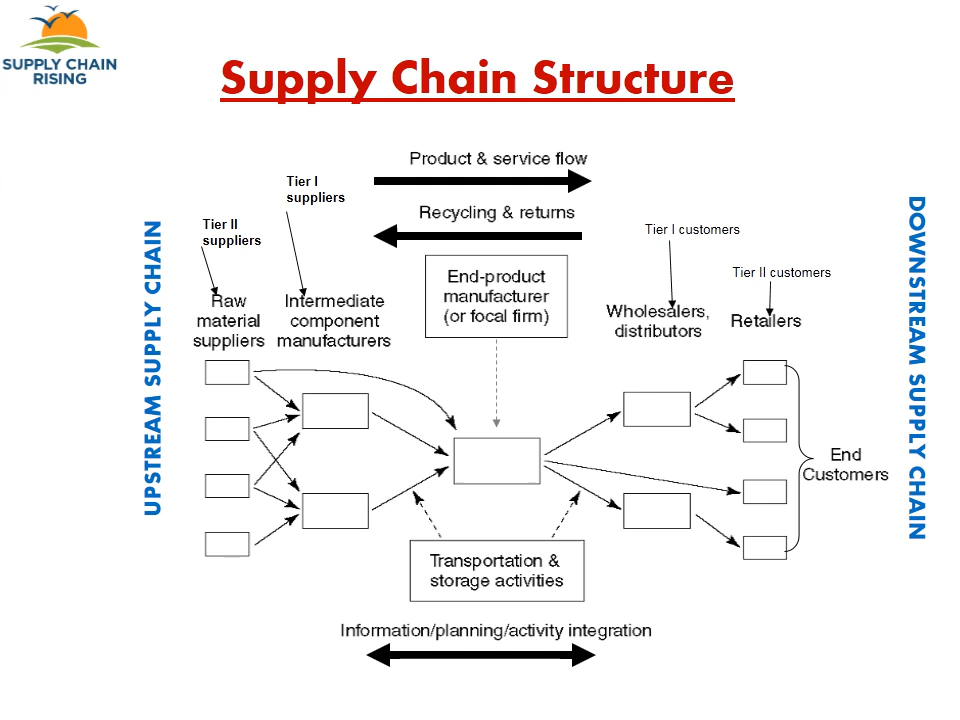 SUPPLY CHAIN
RISING
Supply Chain Structure
Product & service flow
Tier I
suppliers
Recycling & returns
Tier II
suppliers
Tier I customers
Tier II customers
UPSTREAM SUPPLY CHAIN
DOWNSTREAM SUPPLY CHAIN
Raw
material
suppliers
Intermediate
component
manufacturers
End-product
manufacturer
(or focal firm)
Wholesalers,
distributors
Retailers
End
Customers
Transportation &
storage activities
Information/planning/activity integration